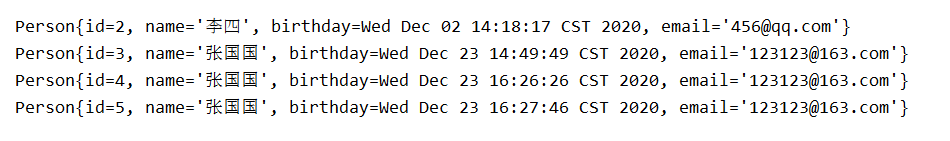 Person{id=2, name='李四', birthday=Wed Dec 02 14:18:17 CST 2020, email='456@qq.com'}
Person{id=3, name='张国国', birthday=Wed Dec 23 14:49:49 CST 2020, email='123123@163.com'}
Person{id=4, name='张国国', birthday=Wed Dec 23 16:26:26 CST 2020, email='123123@163.com'}
Person{id=5, name='张国国', birthday=Wed Dec 23 16:27:46 CST 2020, email='123123@163.com'}